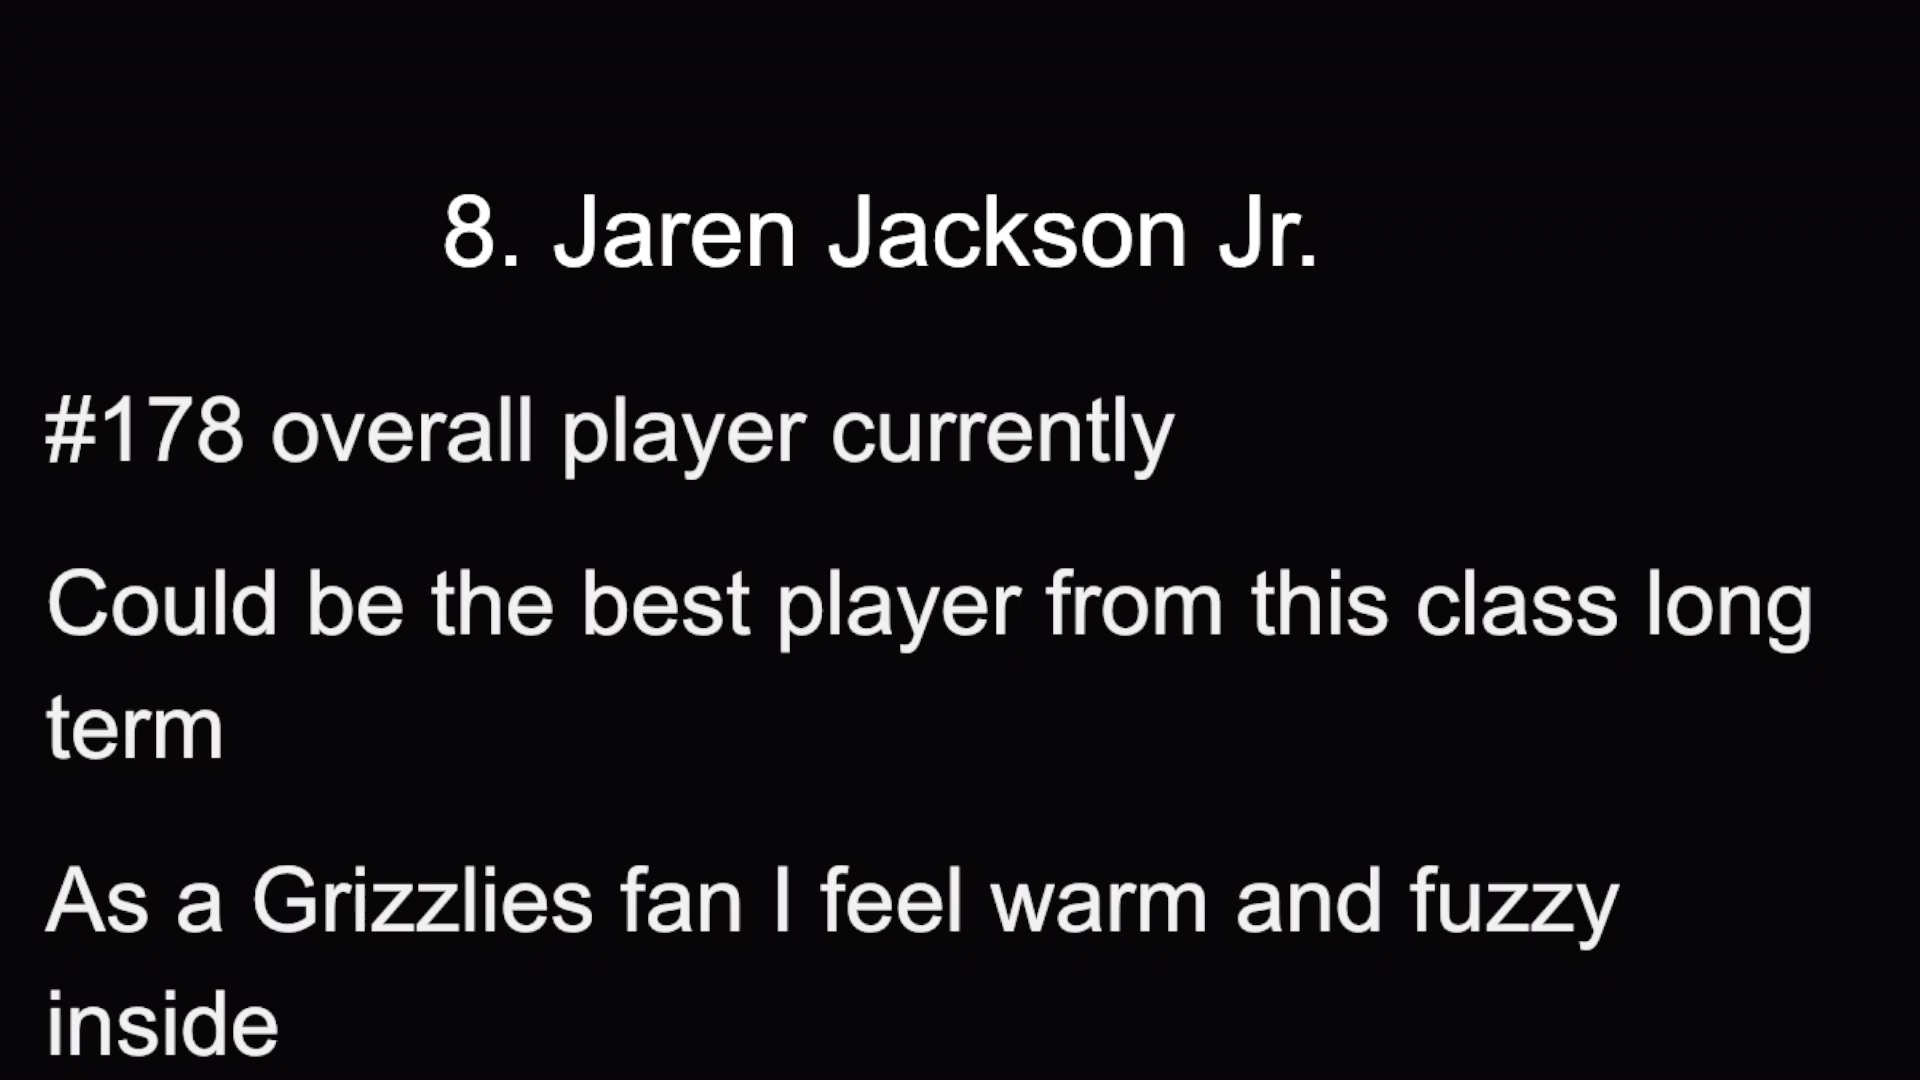 8. Jaren Jackson Jr.
#178 overall player currently
Could be the best player from this class long
term
As a Grizzlies fan I feel warm and fuzzy
inside